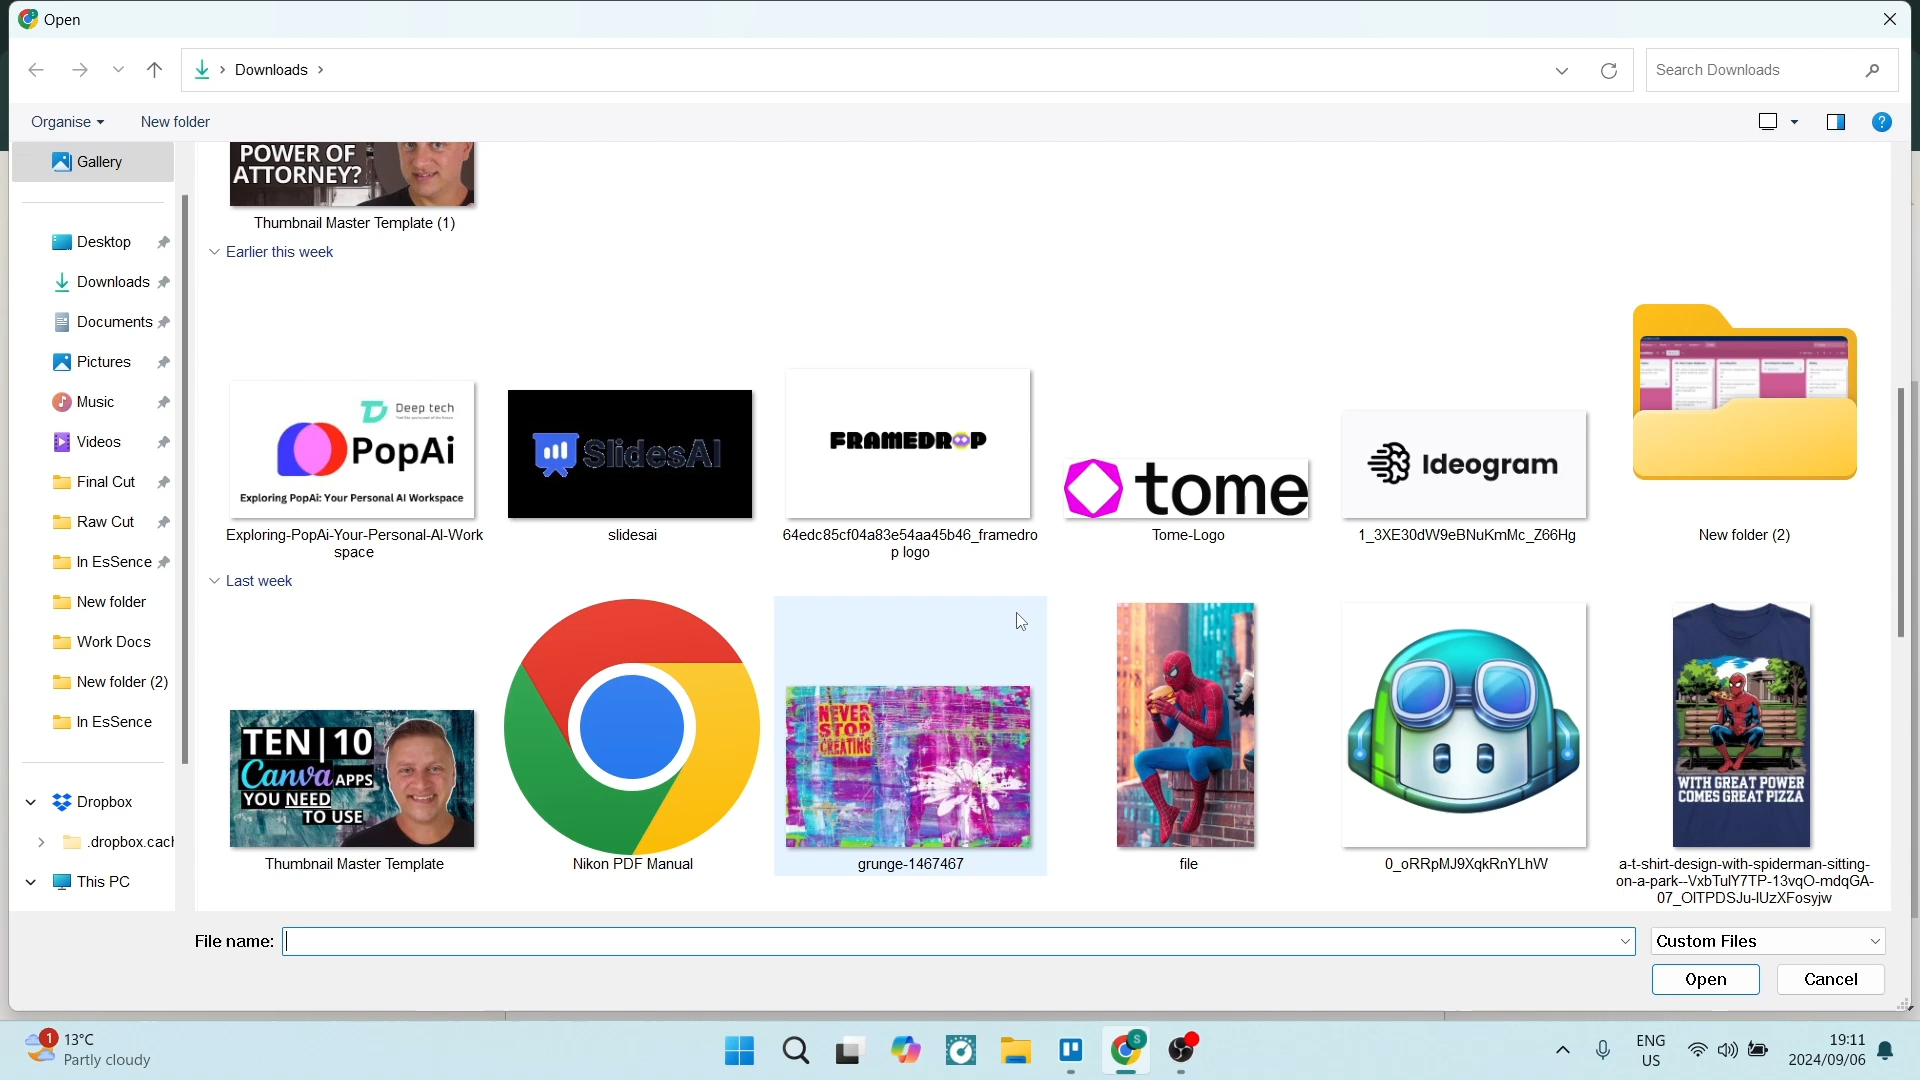 Open
Downloads
Search Downloads
Organise
New folder
Gallery
Desktop
Downloads
Documents
Pictures
Music
Videos
Final Cut
Raw Cut
In EsSence
New folder
Work Docs
New folder (2)
In EsSence
Dropbox
.dropbox.cach
This PC
POWER OF
ATTORNEY?
Thumbnail Master Template (1)
Earlier this week
Deep tech
PopAi
Exploring PopAi: Your Personal AI Workspace
SlidesAI
FRAMEDROP
tome
Ideogram
Exploring-PopAi-Your-Personal-AI-Work
space
slidesai
64edc85cf04a83e54aa45b46_framedro
p logo
Tome-Logo
1_3XE30dW9eBNuKmMc_Z66Hg
New folder (2)
Last week
TEN|10
Canva APPS
YOU NEED
TO USE
NEVER
STOP
CREATING
WITH GREAT POWER
COMES GREAT PIZZA
Thumbnail Master Template
Nikon PDF Manual
grunge-1467467
file
0_oRRpMJ9XqkRnYLhW
a-t-shirt-design-with-spiderman-sitting-
on-a-park--VxbTulY7TP-13vqO-mdqGA-
07_OlTPDSJu-lUzXFosyjw
File name:
Custom Files
Open
Cancel
1
13°C
Partly cloudy
S
ENG
US
19:11
2024/09/06